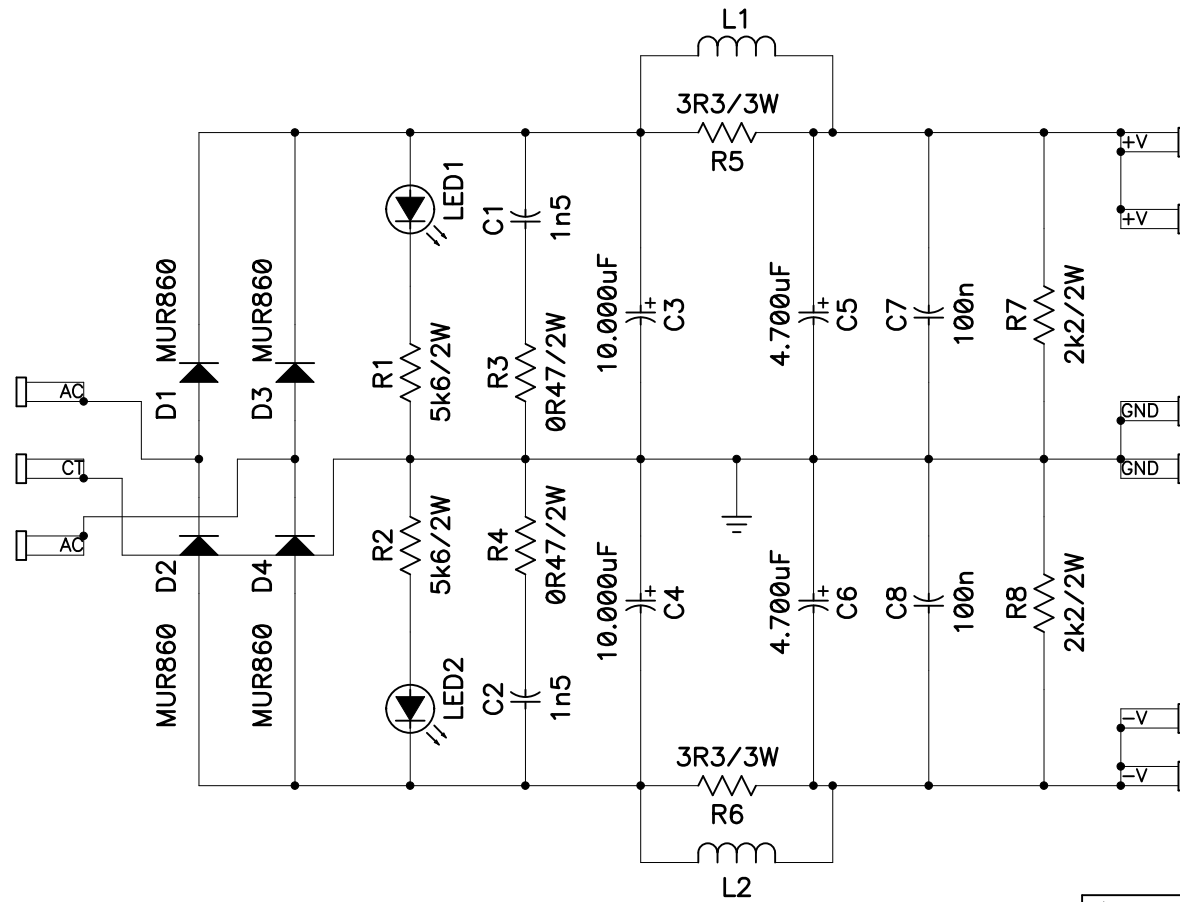 L1
3R3/3W
R5
+V
+V
LED1
C1
1n5
MUR860
MUR860
10.000uF
C3
4.700uF
C5
C7
100n
R7
2k2/2W
D1
D3
R1
5k6/2W
R3
0R47/2W
AC
CT
AC
GND
GND
D2
D4
MUR860
MUR860
R2
5k6/2W
R4
0R47/2W
10.000uF
C4
4.700uF
C6
C8
100n
R8
2k2/2W
LED2
C2
1n5
-V
-V
3R3/3W
R6
L2
+
+
+
+